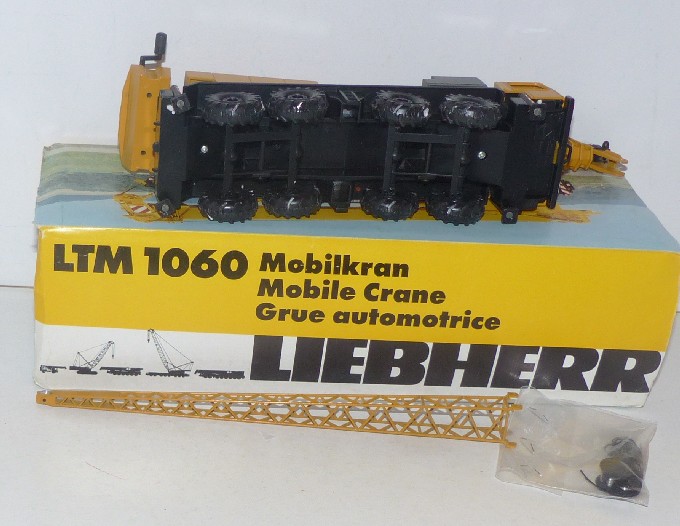 LTM 1060 Mobilkran
Mobile Crane
Grue automotrice
LIEBHERR